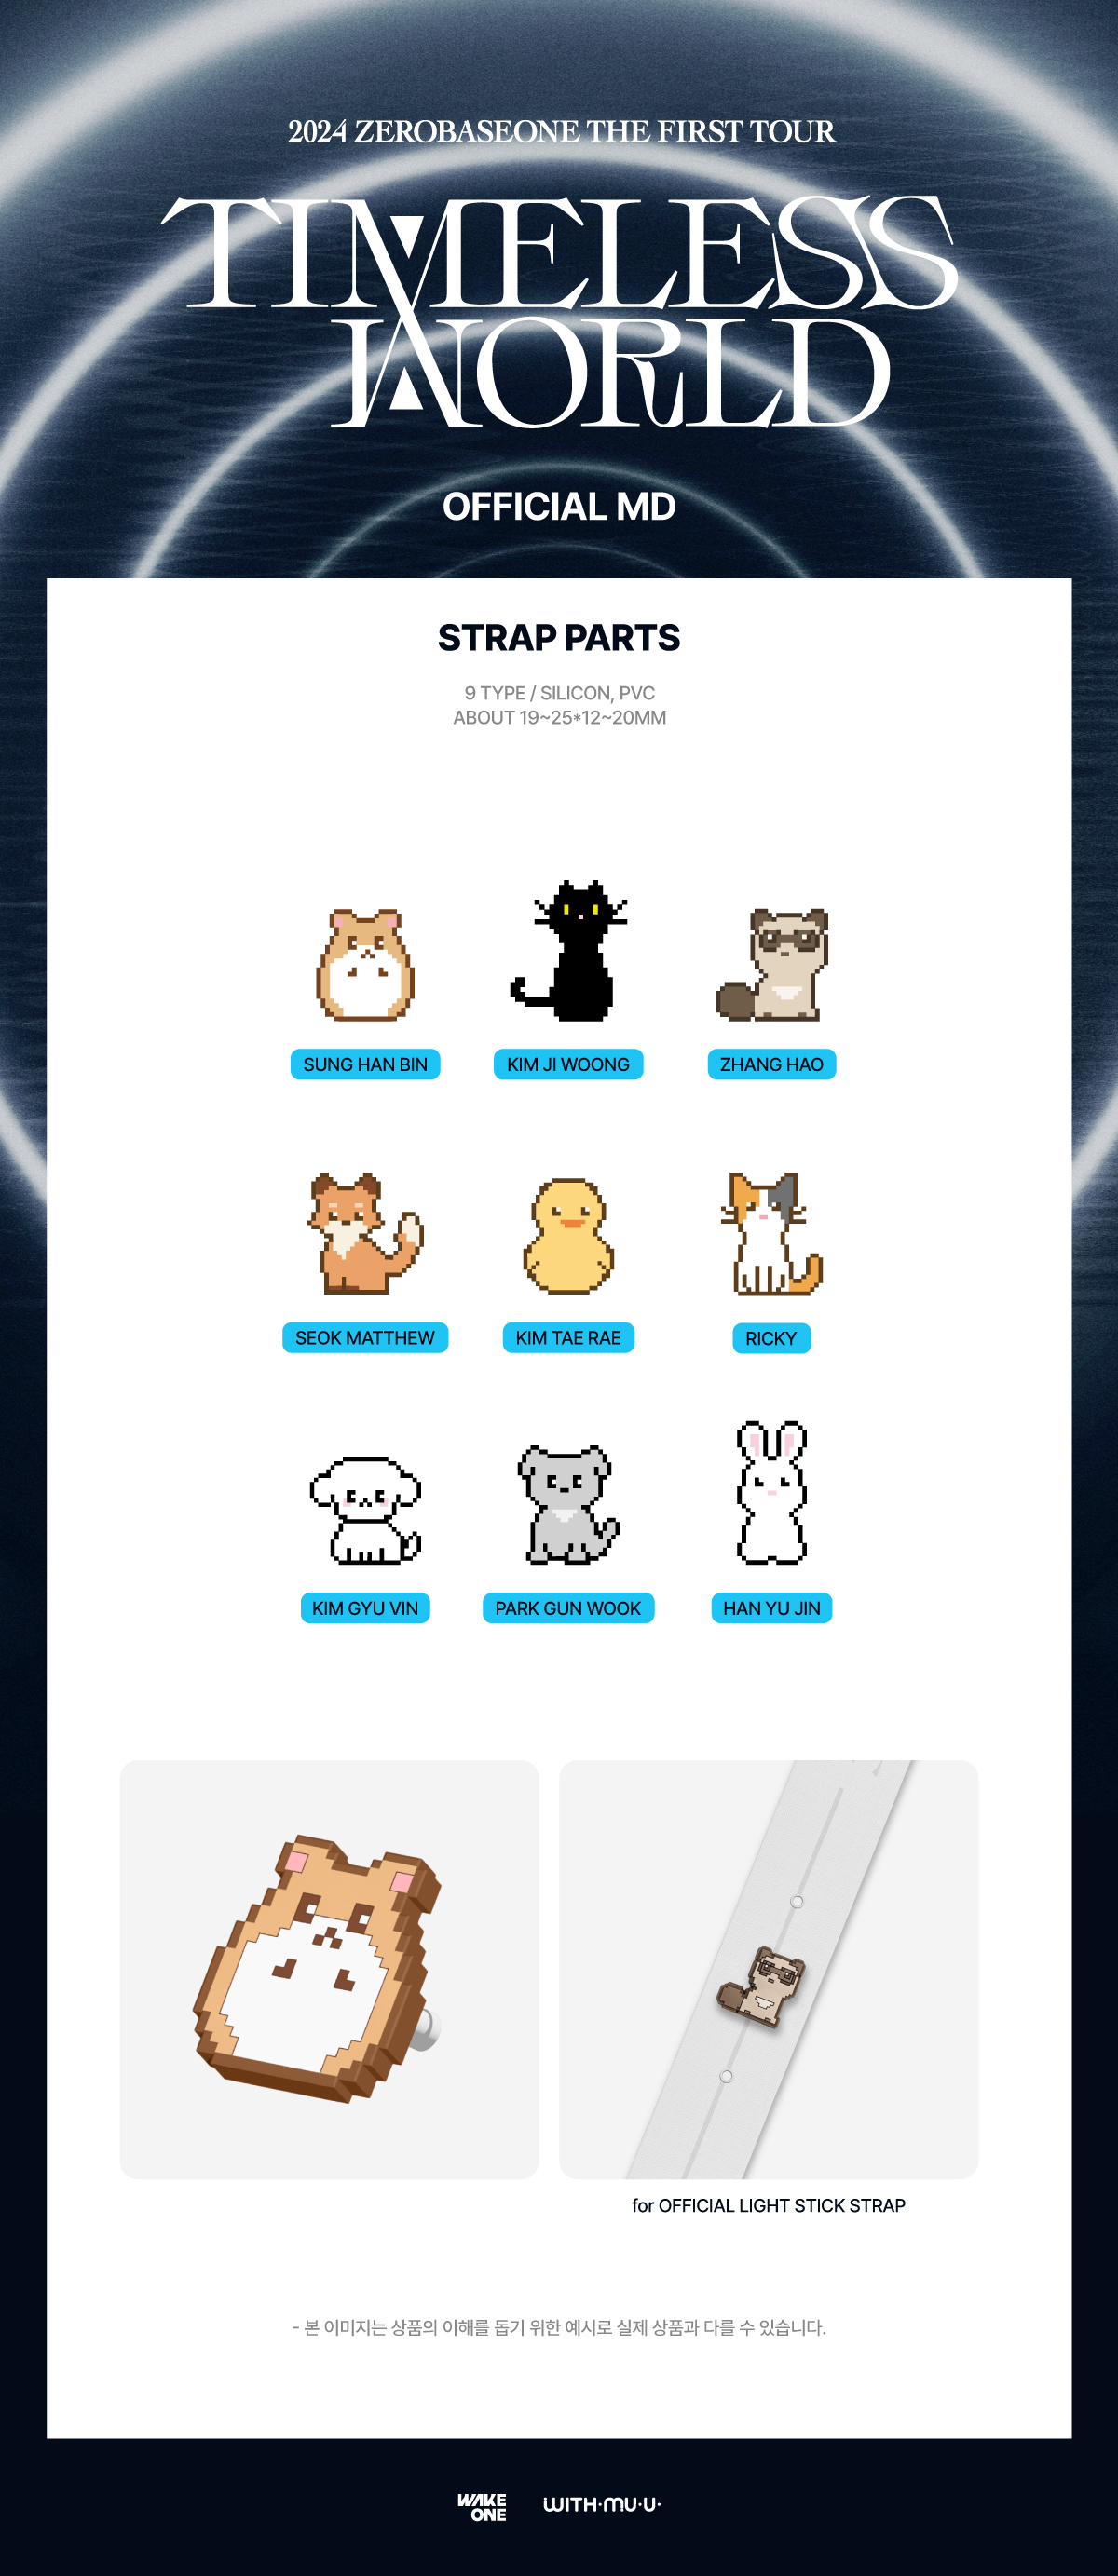 2024 ZEROBASEONE THE FIRST TOUR
TIMELESS
WORLD
OFFICIAL MD
STRAP PARTS
9 TYPE / SILICON, PVC
ABOUT 19~25*12~20MM
SUNG HAN BIN
KIM JI WOONG
ZHANG HAO
SEOK MATTHEW
KIM TAE RAE
RICKY
KIM GYU VIN
PARK GUN WOOK
HAN YU JIN
for OFFICIAL LIGHT STICK STRAP
- 본 이미지는 상품의 이해를 돕기 위한 예시로 실제 상품과 다를 수 있습니다.
WAKE
ONE
WITH·MU·U·